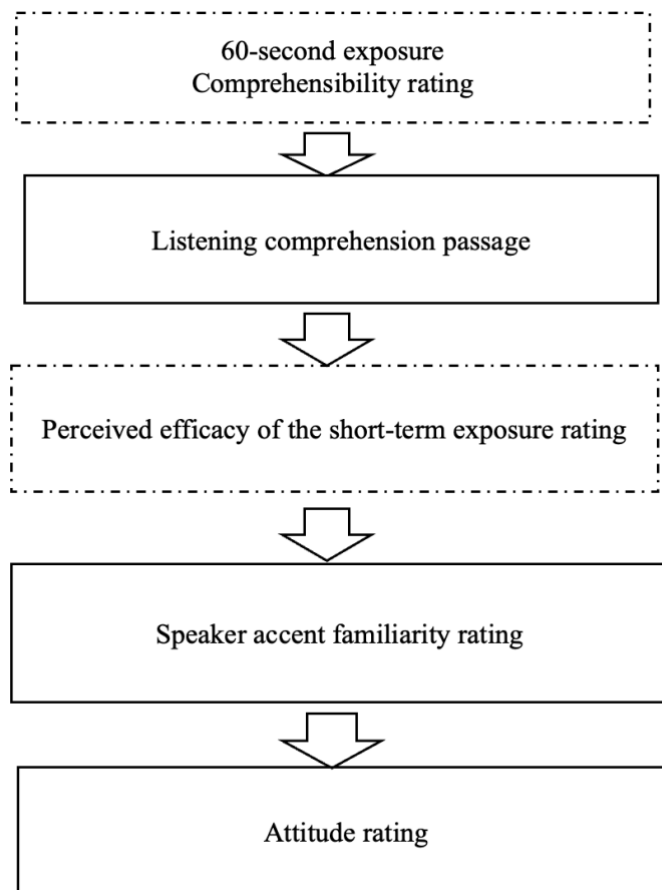 60-second exposure
Comprehensibility rating
Listening comprehension passage
Perceived efficacy of the short-term exposure rating
Speaker accent familiarity rating
Attitude rating